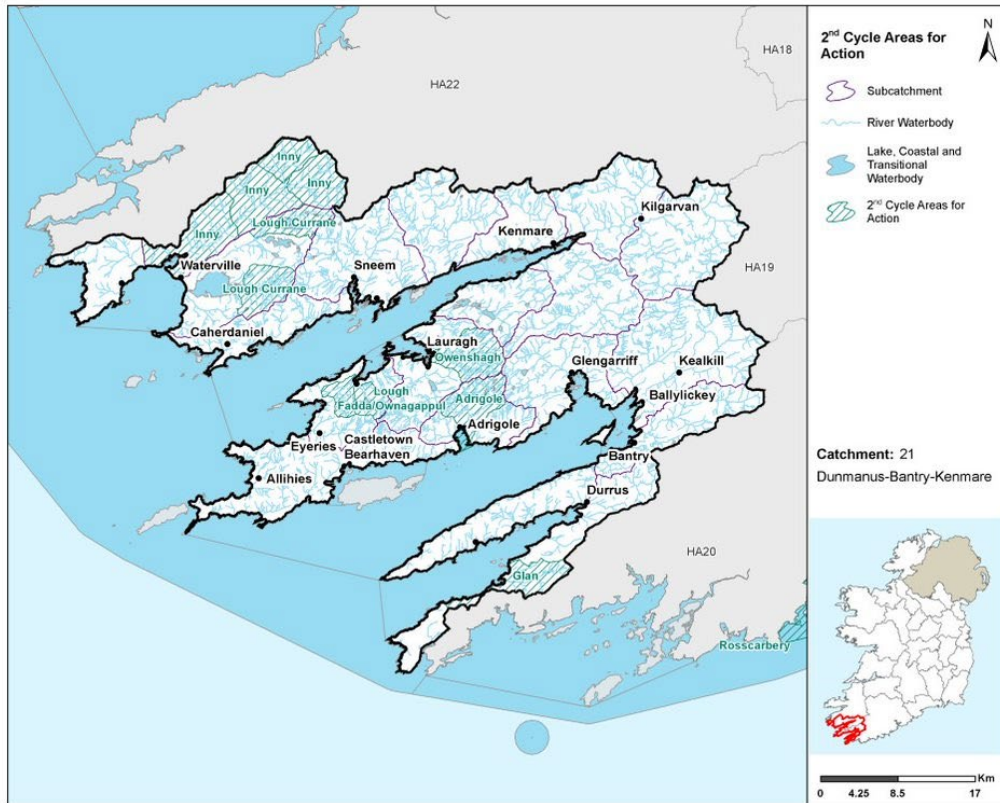 HA18
HA22
Inny
Inny
Inny
Inny
Lough Currane
Kilgarvan
Kenmare
HA19
Waterville
Sneem
Lough Currane
Caherdaniel
Lauragh
Owenshagh
Glengarriff
Kealkill
Lough
Fadda/Ownagappul
Adrigole
Ballylickey
Adrigole
Eyeries
Castletown
Bearhaven
Bantry
Allihies
Durrus
HA20
Glan
Rosscarbery
2nd Cycle Areas for
Action
N
Subcatchment
River Waterbody
Lake, Coastal and
Transitional
Waterbody
2nd Cycle Areas for
Action
Catchment: 21
Dunmanus-Bantry-Kenmare
Km
0 4.25 8.5 17